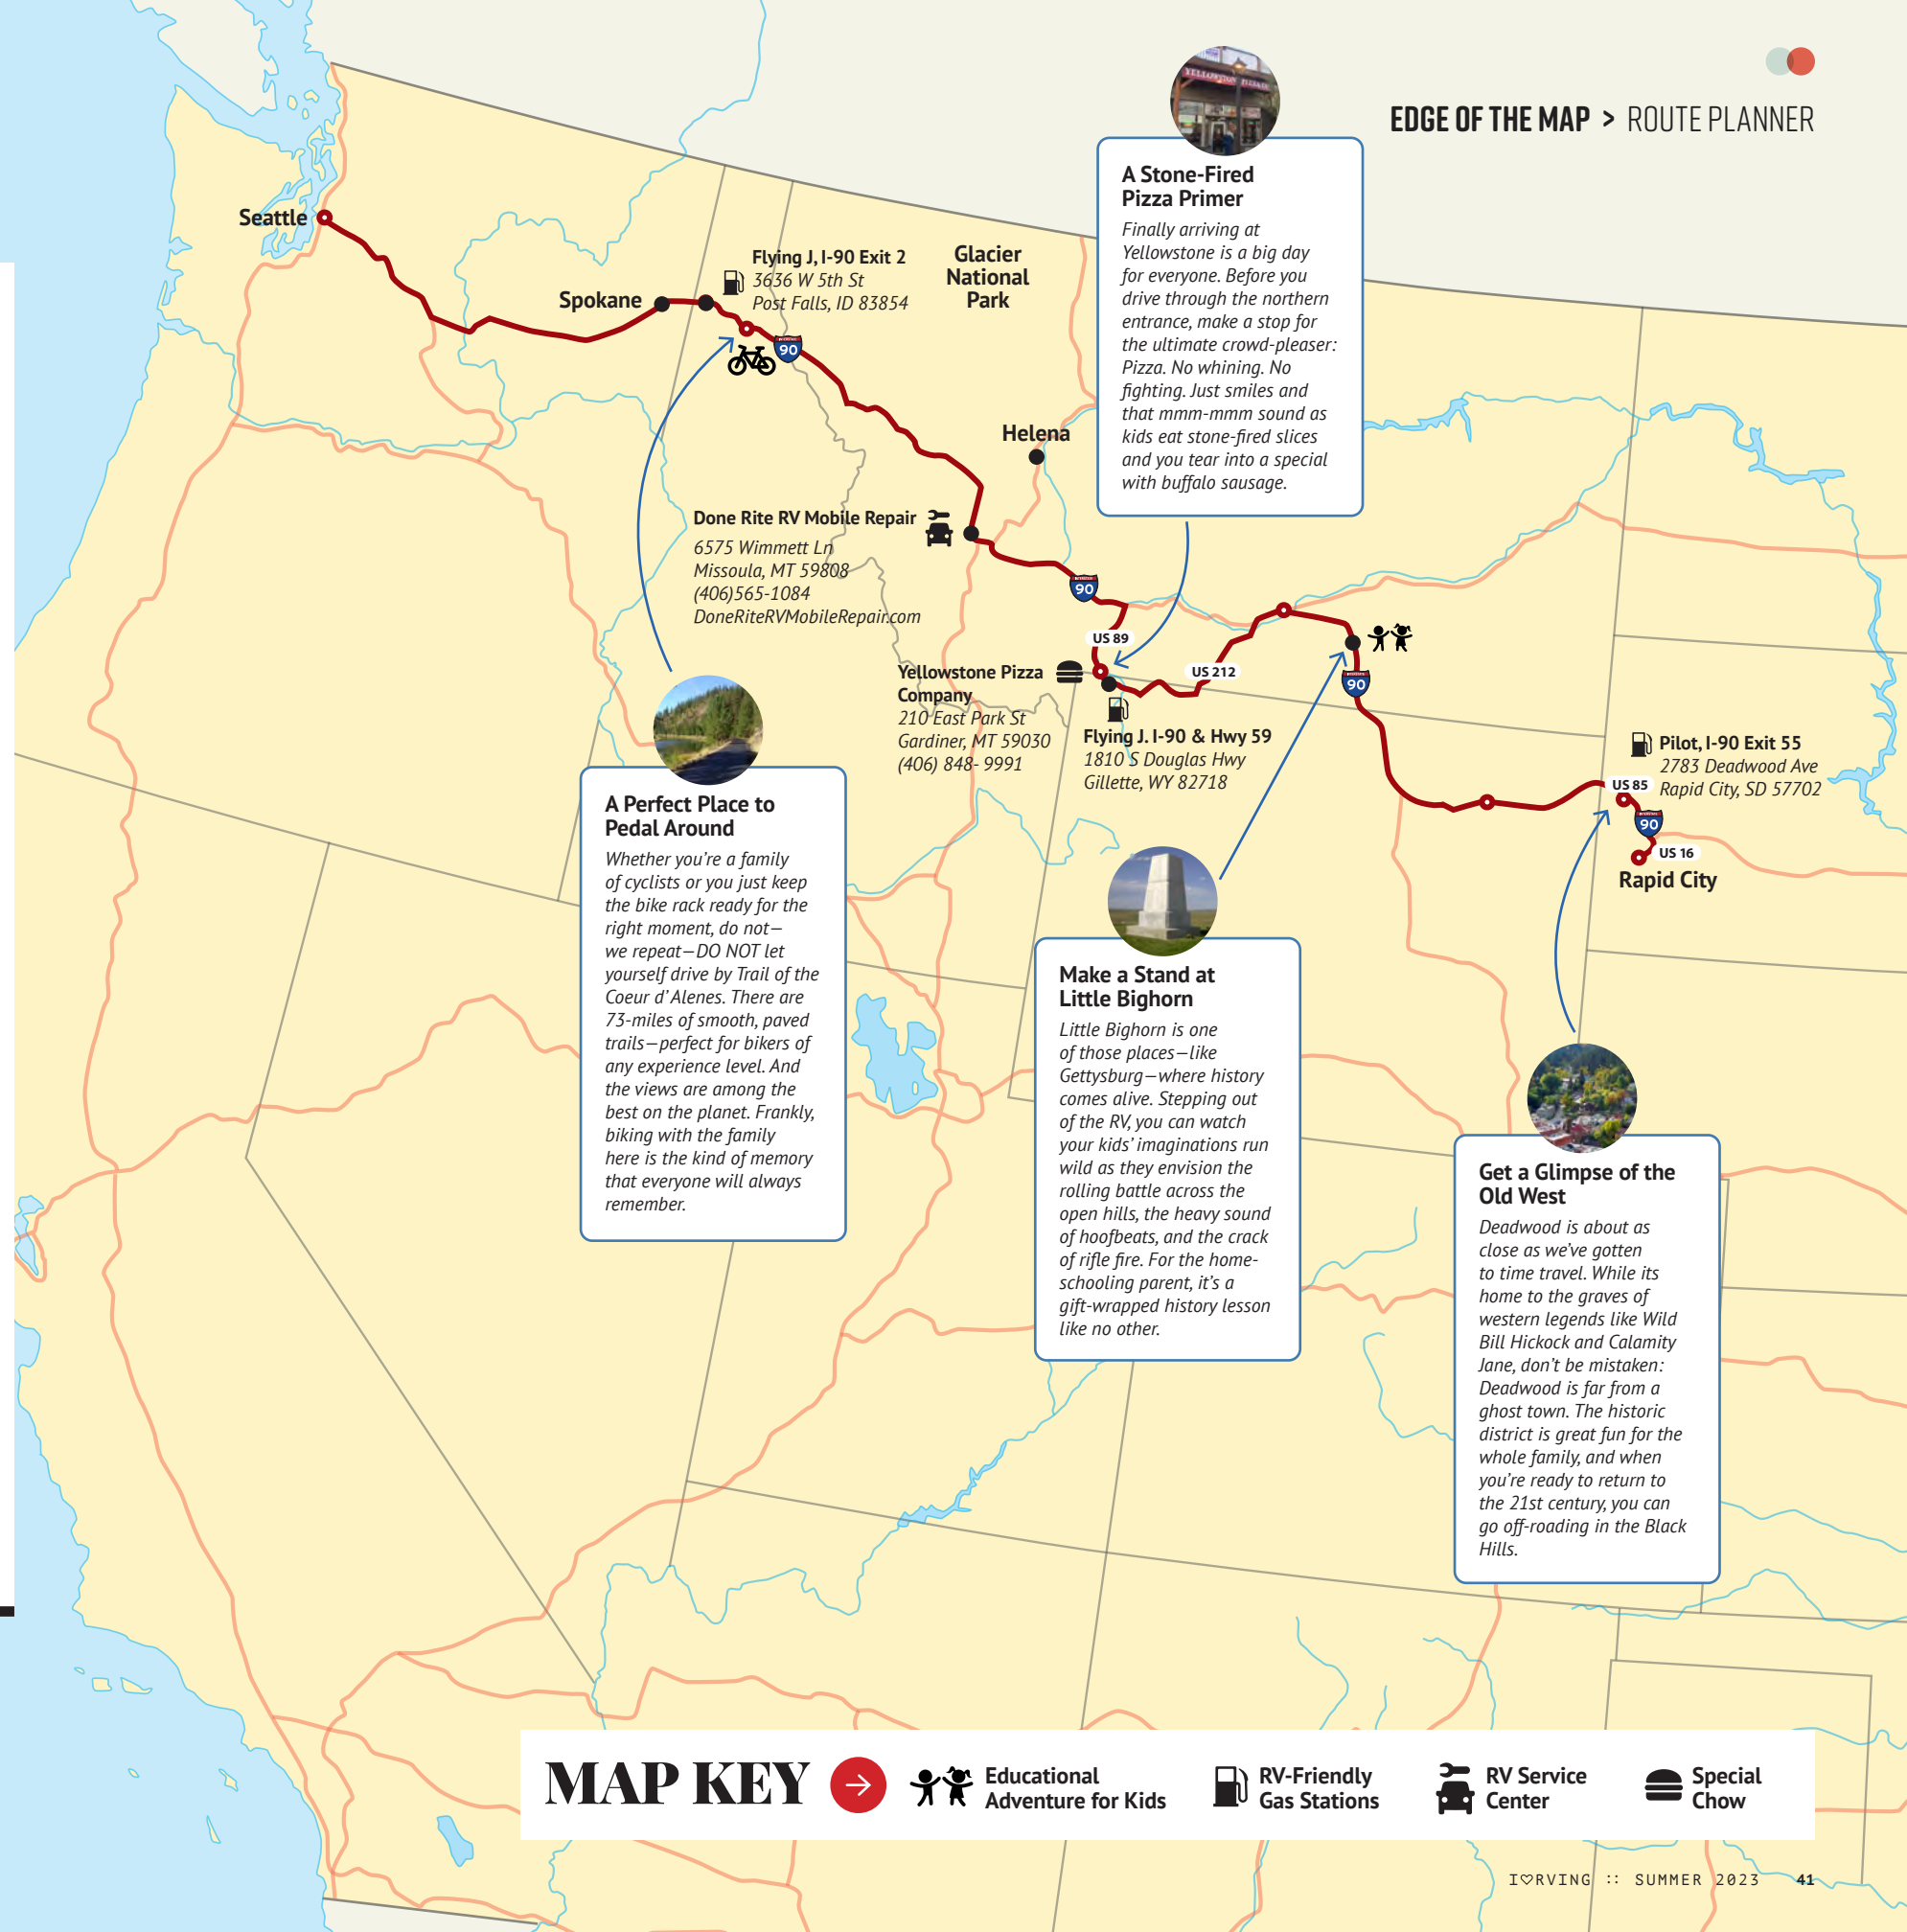 EDGE OF THE MAP > ROUTE PLANNER
YELLOWSTONE PIZZA CO
A Stone-Fired
Pizza Primer
Finally arriving at
Yellowstone is a big day
for everyone. Before you
drive through the northern
entrance, make a stop for
the ultimate crowd-pleaser:
Pizza. No whining. No
fighting. Just smiles and
that mmm-mmm sound as
kids eat stone-fired slices
and you tear into a special
with buffalo sausage.
Seattle
Spokane
Flying J, I-90 Exit 2
3636 W 5th St
Post Falls, ID 83854
Glacier
National
Park
90
Helena
Done Rite RV Mobile Repair
6575 Wimmett Ln
Missoula, MT 59808
(406)565-1084
DoneRiteRVMobileRepair.com
90
US 89
US 212
90
Yellowstone Pizza
Company
210 East Park St
Gardiner, MT 59030
(406) 848- 9991
Flying J. I-90 & Hwy 59
1810 S Douglas Hwy
Gillette, WY 82718
Pilot, I-90 Exit 55
2783 Deadwood Ave
Rapid City, SD 57702
US 85
90
US 16
Rapid City
A Perfect Place to
Pedal Around
Whether you’re a family
of cyclists or you just keep
the bike rack ready for the
right moment, do not—
we repeat—DO NOT let
yourself drive by Trail of the
Coeur d’ Alenes. There are
73-miles of smooth, paved
trails—perfect for bikers of
any experience level. And
the views are among the
best on the planet. Frankly,
biking with the family
here is the kind of memory
that everyone will always
remember.
Make a Stand at
Little Bighorn
Little Bighorn is one
of those places—like
Gettysburg—where history
comes alive. Stepping out
of the RV, you can watch
your kids’ imaginations run
wild as they envision the
rolling battle across the
open hills, the heavy sound
of hoofbeats, and the crack
of rifle fire. For the home-
schooling parent, it’s a
gift-wrapped history lesson
like no other.
Get a Glimpse of the
Old West
Deadwood is about as
close as we’ve gotten
to time travel. While its
home to the graves of
western legends like Wild
Bill Hickock and Calamity
Jane, don’t be mistaken:
Deadwood is far from a
ghost town. The historic
district is great fun for the
whole family, and when
you’re ready to return to
the 21st century, you can
go off-roading in the Black
Hills.
MAP KEY
Educational
Adventure for Kids
RV-Friendly
Gas Stations
RV Service
Center
Special
Chow
I♡RVING :: SUMMER 2023 41